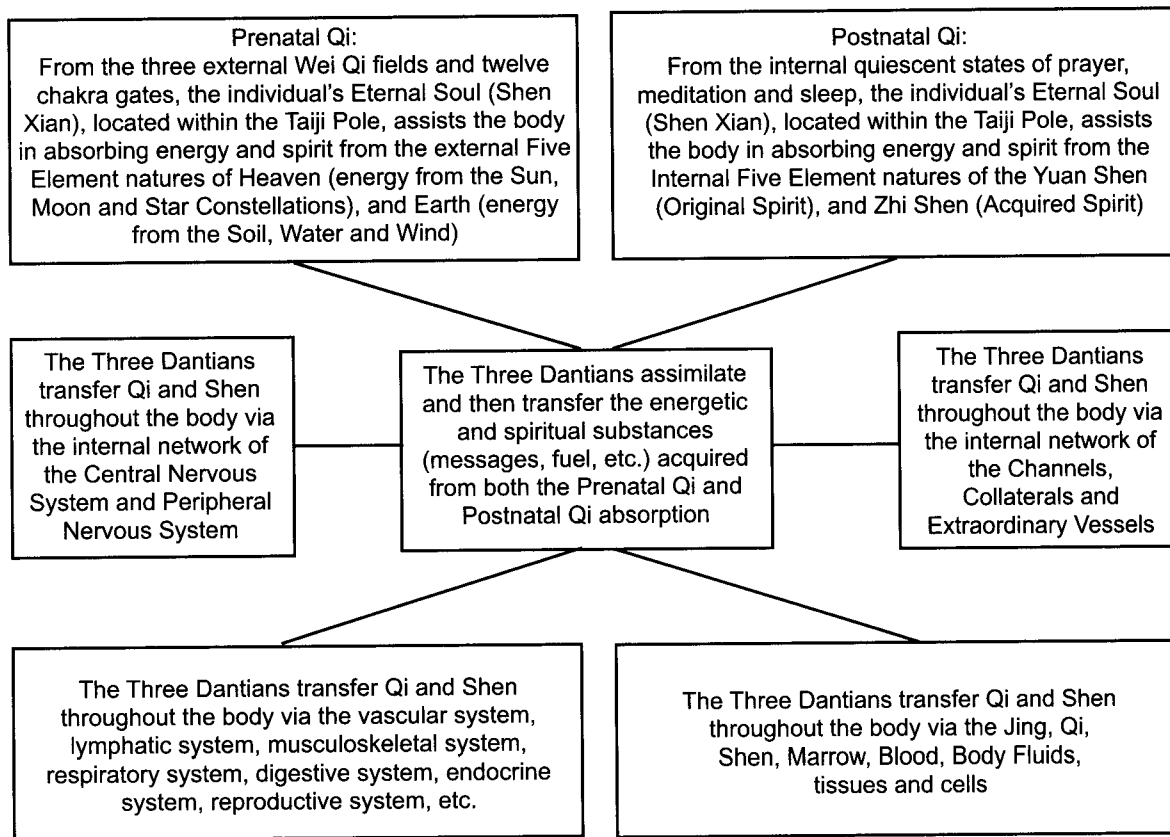 Prenatal Qi:
From the three external Wei Qi fields and twelve
chakra gates, the individual's Eternal Soul (Shen
Xian), located within the Taiji Pole, assists the body
in absorbing energy and spirit from the external Five
Element natures of Heaven (energy from the Sun,
Moon and Star Constellations), and Earth (energy
from the Soil, Water and Wind)
Postnatal Qi:
From the internal quiescent states of prayer,
meditation and sleep, the individual's Eternal Soul
(Shen Xian), located within the Taiji Pole, assists
the body in absorbing energy and spirit from the
Internal Five Element natures of the Yuan Shen
(Original Spirit), and Zhi Shen (Acquired Spirit)
The Three Dantians
transfer Qi and Shen
throughout the body via
the internal network of
the Central Nervous
System and Peripheral
Nervous System
The Three Dantians assimilate
and then transfer the energetic
and spiritual substances
(messages, fuel, etc.) acquired
from both the Prenatal Qi and
Postnatal Qi absorption
The Three Dantians
transfer Qi and Shen
throughout the body via
the internal network of
the Channels,
Collaterals and
Extraordinary Vessels
The Three Dantians transfer Qi and Shen
throughout the body via the vascular system,
lymphatic system, musculoskeletal system,
respiratory system, digestive system, endocrine
system, reproductive system, etc.
The Three Dantians transfer Qi and Shen
throughout the body via the Jing, Qi,
Shen, Marrow, Blood, Body Fluids,
tissues and cells